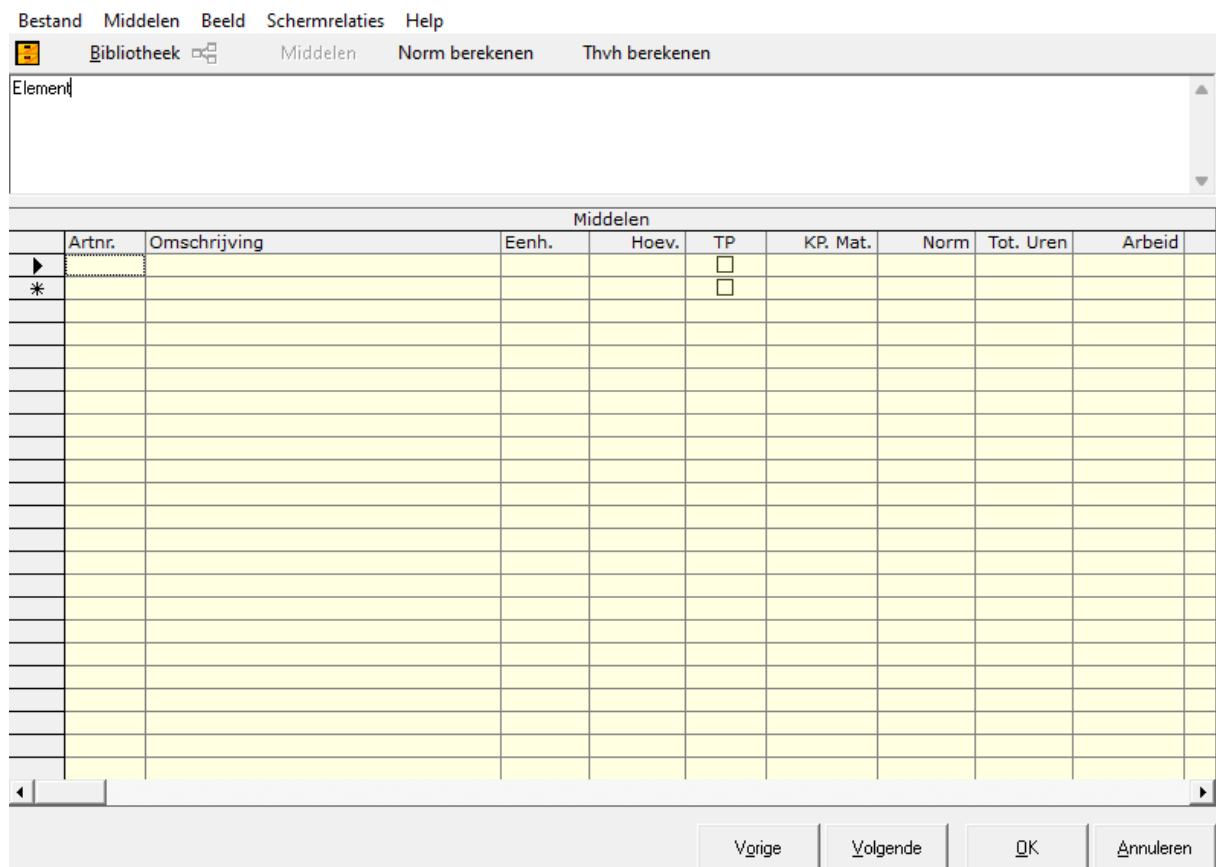 Bestand Middelen Beeld Schermrelaties Help
Bibliotheek Middelen Norm berekenen Thvh berekenen
Element
Middelen
Artnr. Omschrijving Eenh. Hoev. TP KP. Mat. Norm Tot. Uren Arbeid
Vorige Volgende OK Annuleren